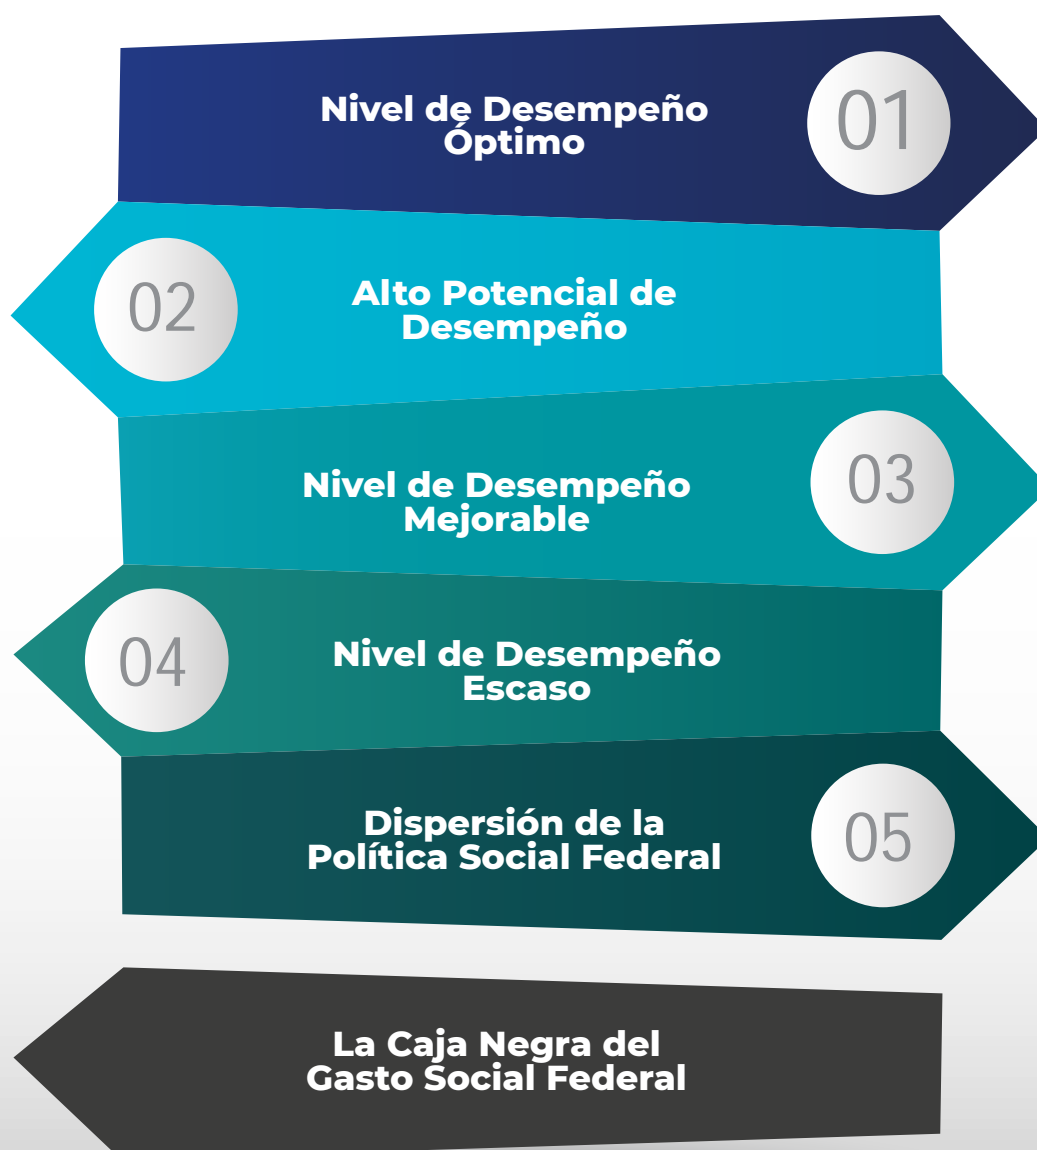 Nivel de Desempeño
Óptimo
01
02
Alto Potencial de
Desempeño
Nivel de Desempeño
Mejorable
03
04
Nivel de Desempeño
Escaso
Dispersión de la
Política Social Federal
05
La Caja Negra del
Gasto Social Federal